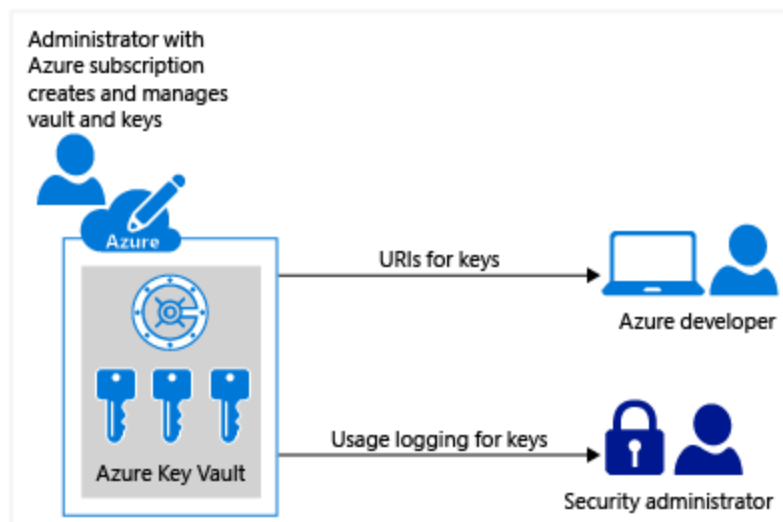 Administrator with
Azure subscription
creates and manages
vault and keys
Azure
URIs for keys
Azure developer
Usage logging for keys
Azure Key Vault
Security administrator